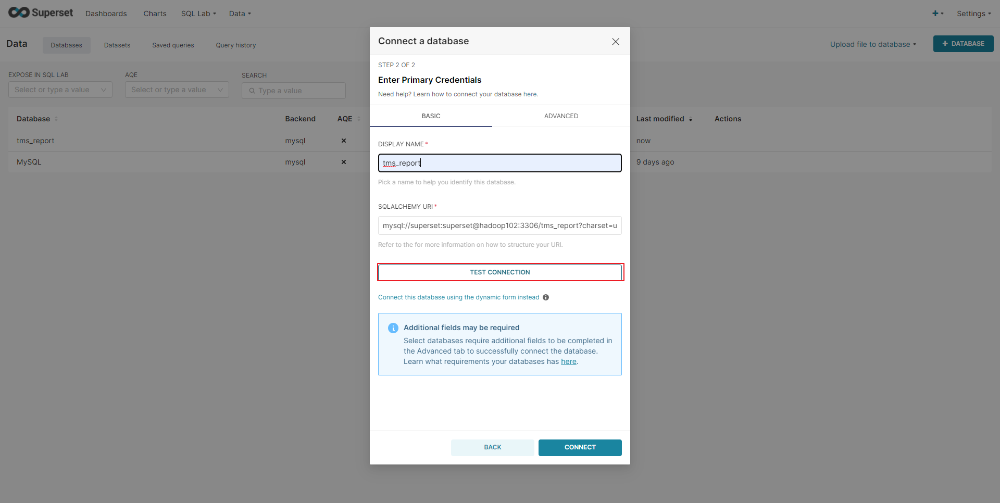 Superset Dashboards Charts SQL Lab Data Settings
Data Databases Datasets Saved queries Query history Upload file to database + DATABASE
EXPOSE IN SQL LAB AQE SEARCH
Select or type a value Select or type a value Type a value
Database Backend AQE Last modified Actions
tms_report mysql now
MySQL mysql 9 days ago
Connect a database
STEP 2 OF 2
Enter Primary Credentials
Need help? Learn how to connect your database here.
BASIC ADVANCED
DISPLAY NAME *
tms_report
Pick a name to help you identify this database.
SQLALCHEMY URI *
mysql://superset:superset@hadoop102:3306/tms_report?charset=u
Refer to the for more information on how to structure your URI.
TEST CONNECTION
Connect this database using the dynamic form instead
Additional fields may be required
Select databases require additional fields to be completed in
the Advanced tab to successfully connect the database.
Learn what requirements your databases has here.
BACK CONNECT